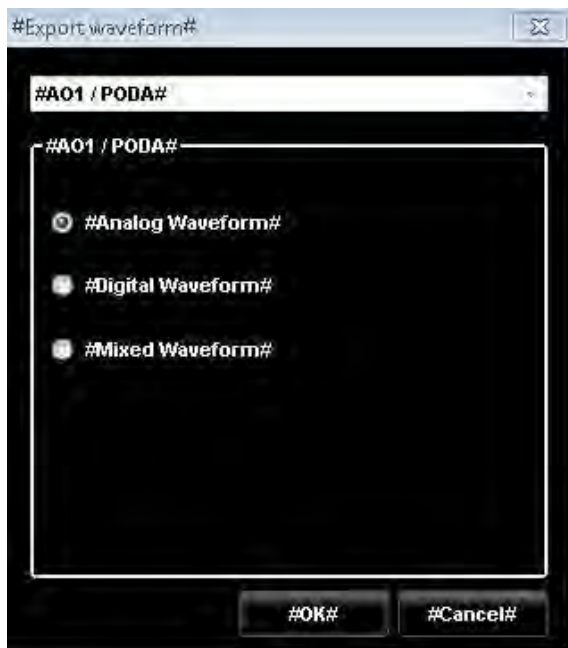 #Export waveform#
#AO1 / PODA#
#AO1 / PODA#
#Analog Waveform#
#Digital Waveform#
#Mixed Waveform#
#OK#
#Cancel#